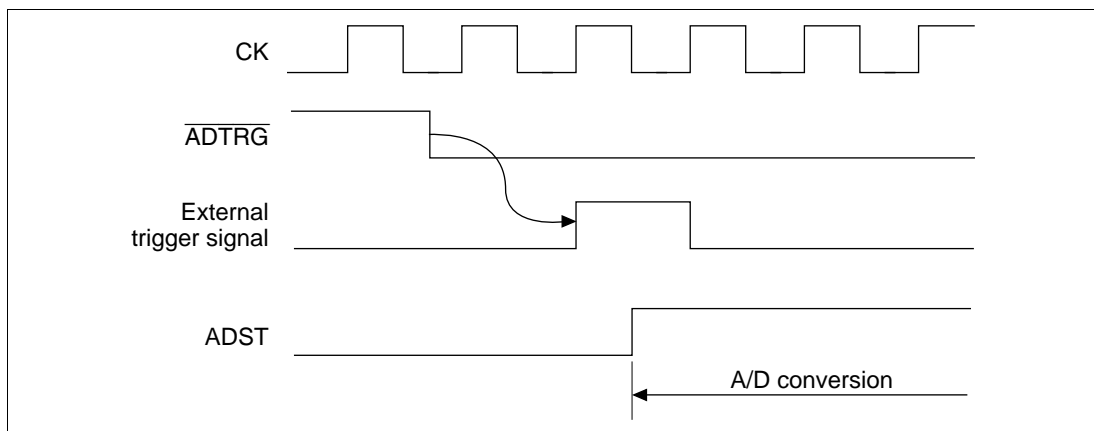 CK
ADTRG
External
trigger signal
ADST
A/D conversion